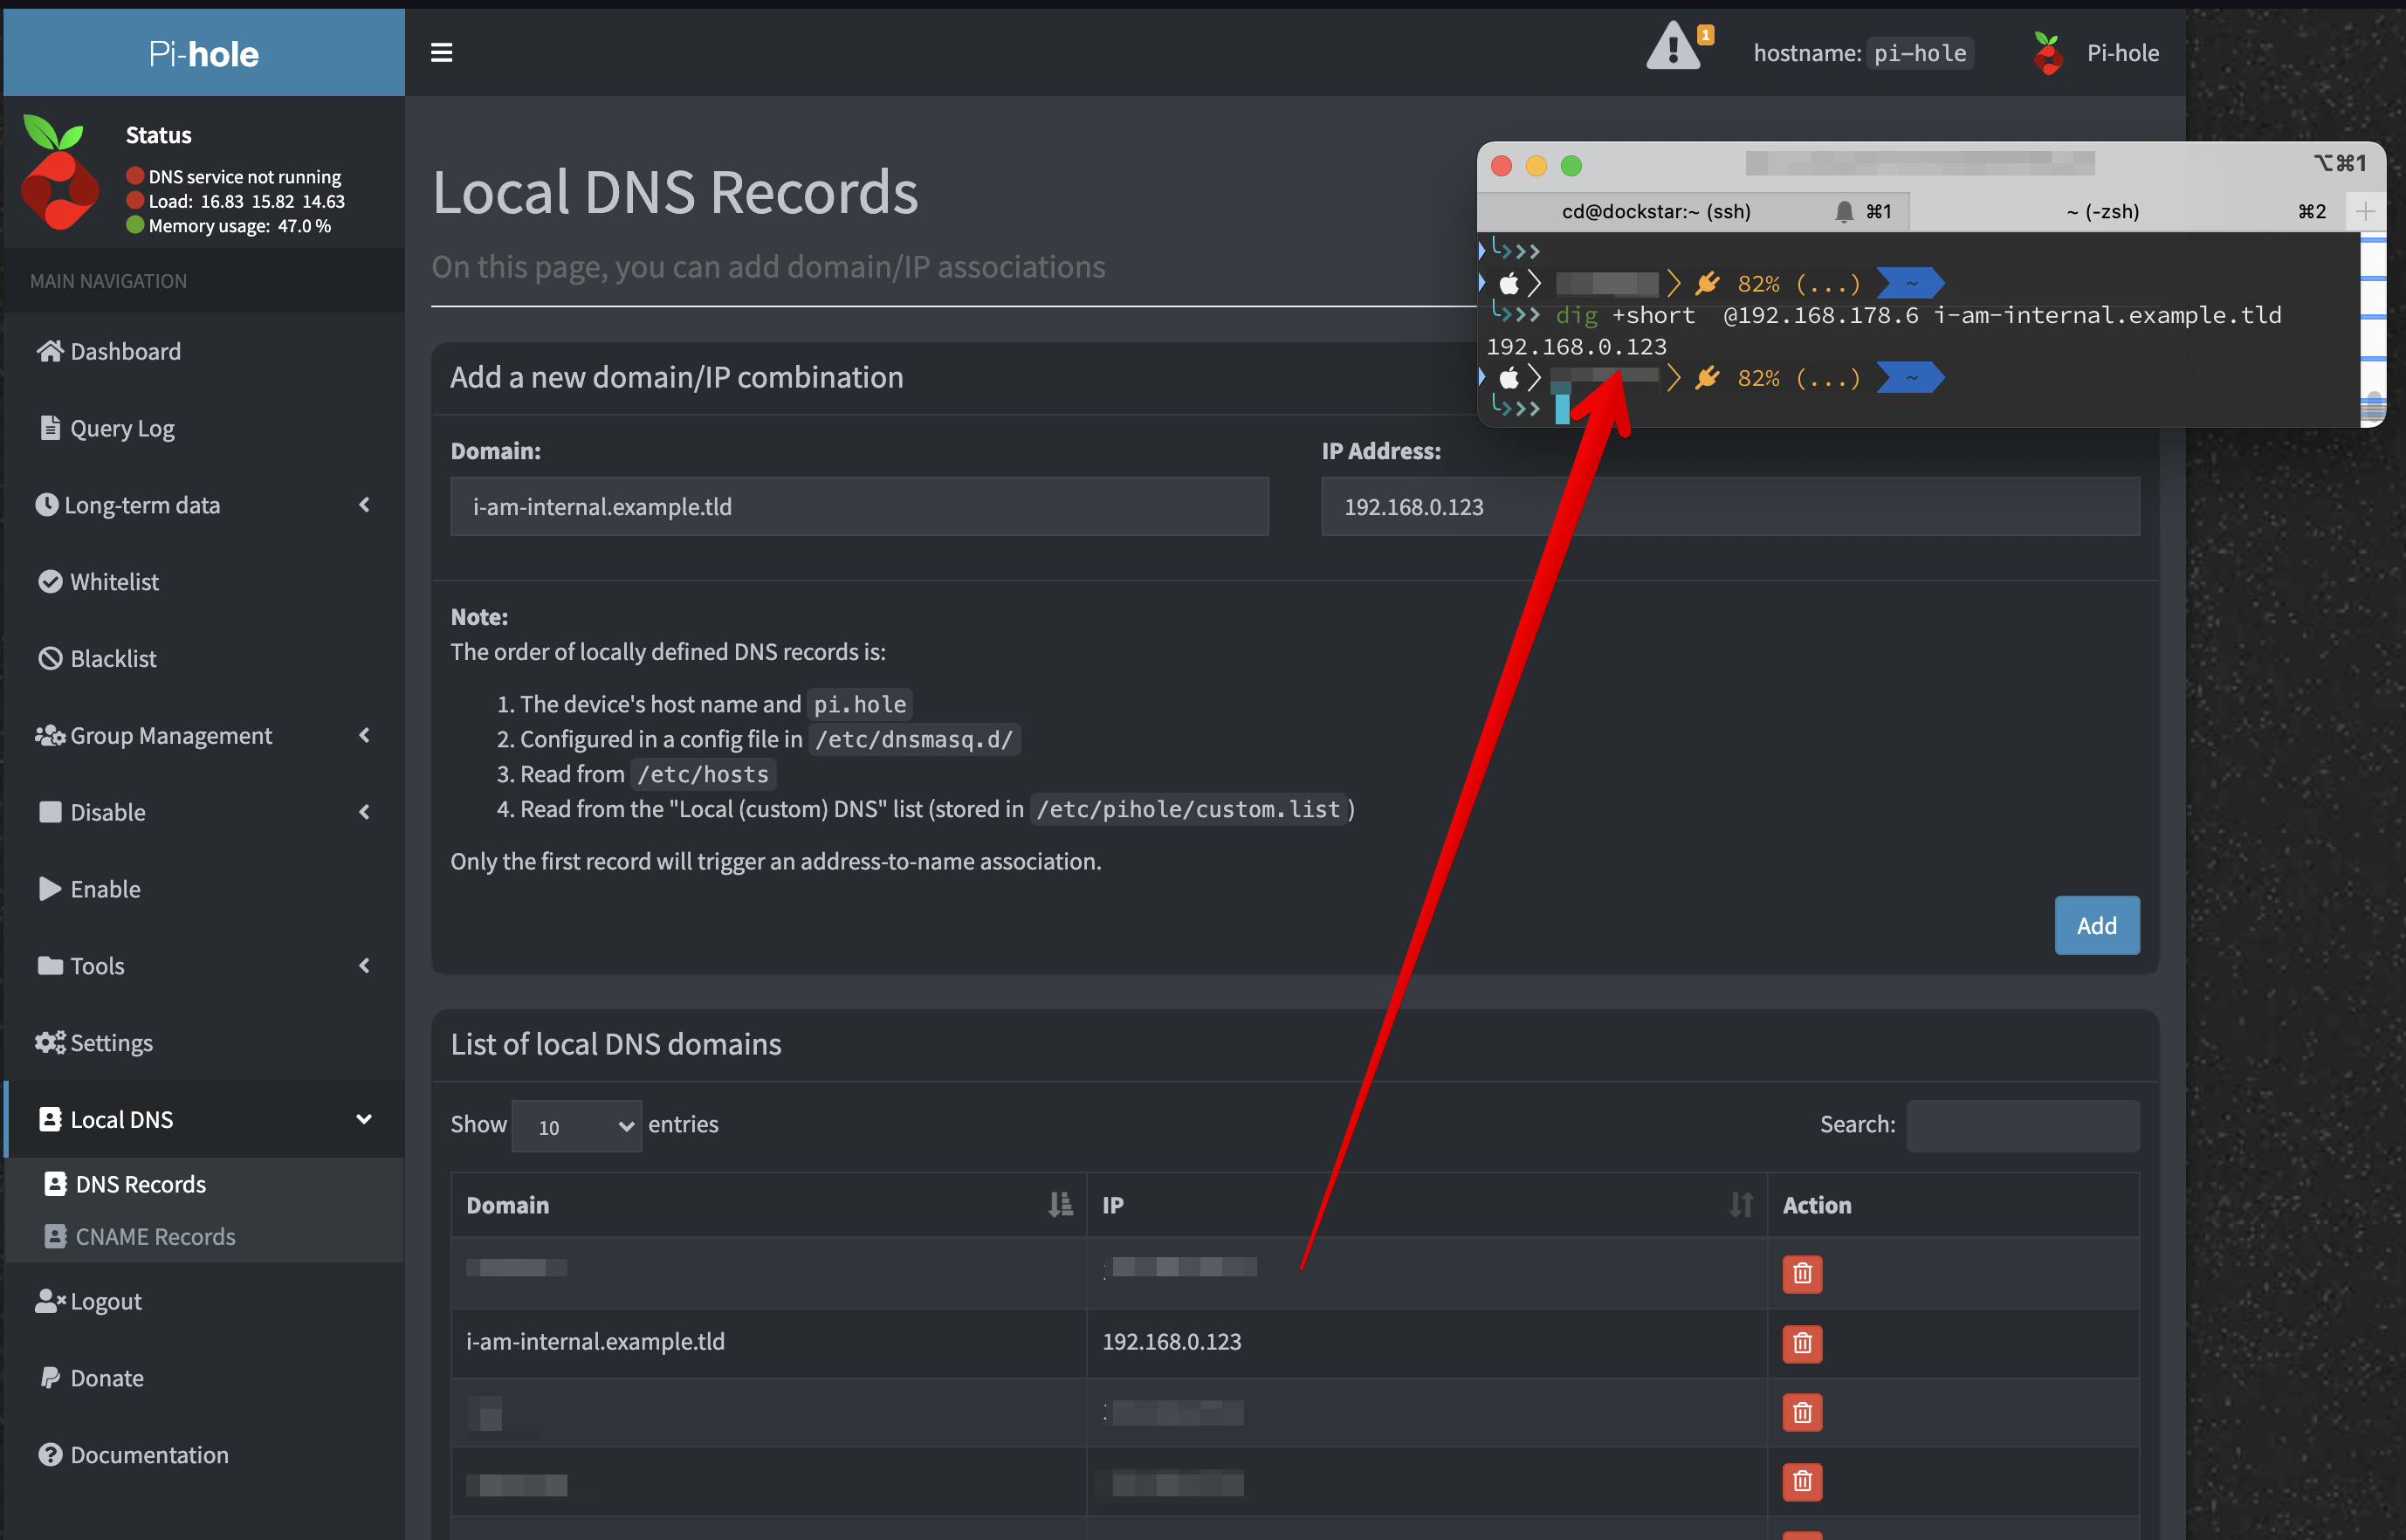 Pi-hole
1
hostname: pi-hole
Pi-hole
Status
DNS service not running
Load: 16.83 15.82 14.63
Memory usage: 47.0 %
MAIN NAVIGATION
Dashboard
Query Log
Long-term data
Whitelist
Blacklist
Group Management
Disable
Enable
Tools
Settings
Local DNS
DNS Records
CNAME Records
Logout
Donate
Documentation
Local DNS Records
On this page, you can add domain/IP associations
Add a new domain/IP combination
Domain:
IP Address:
i-am-internal.example.tld
192.168.0.123
Note:
The order of locally defined DNS records is:
1. The device's host name and pi.hole
2. Configured in a config file in /etc/dnsmasq.d/
3. Read from /etc/hosts
4. Read from the "Local (custom) DNS" list (stored in /etc/pihole/custom.list)
Only the first record will trigger an address-to-name association.
Add
List of local DNS domains
Show 10 entries
Search:
Domain IP Action
i-am-internal.example.tld 192.168.0.123
⌥⌘1
cd@dockstar:~ (ssh) ⌘1
~ (-zsh) ⌘2
82% (...) ~
dig +short @192.168.178.6 i-am-internal.example.tld
192.168.0.123
82% (...) ~